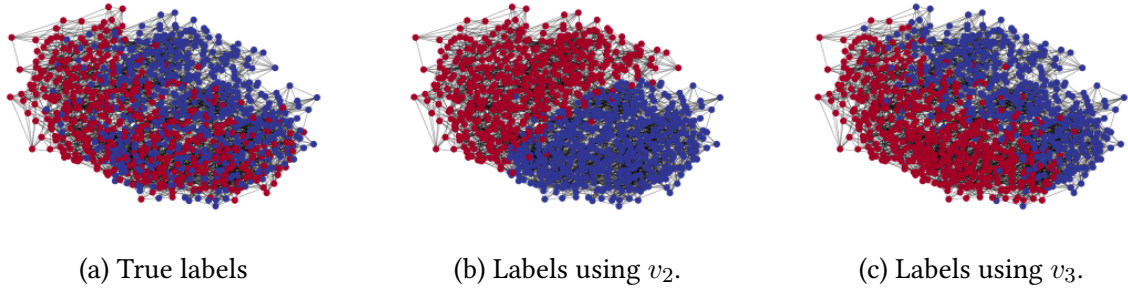 (a) True labels
(b) Labels using v₂.
(c) Labels using v₃.